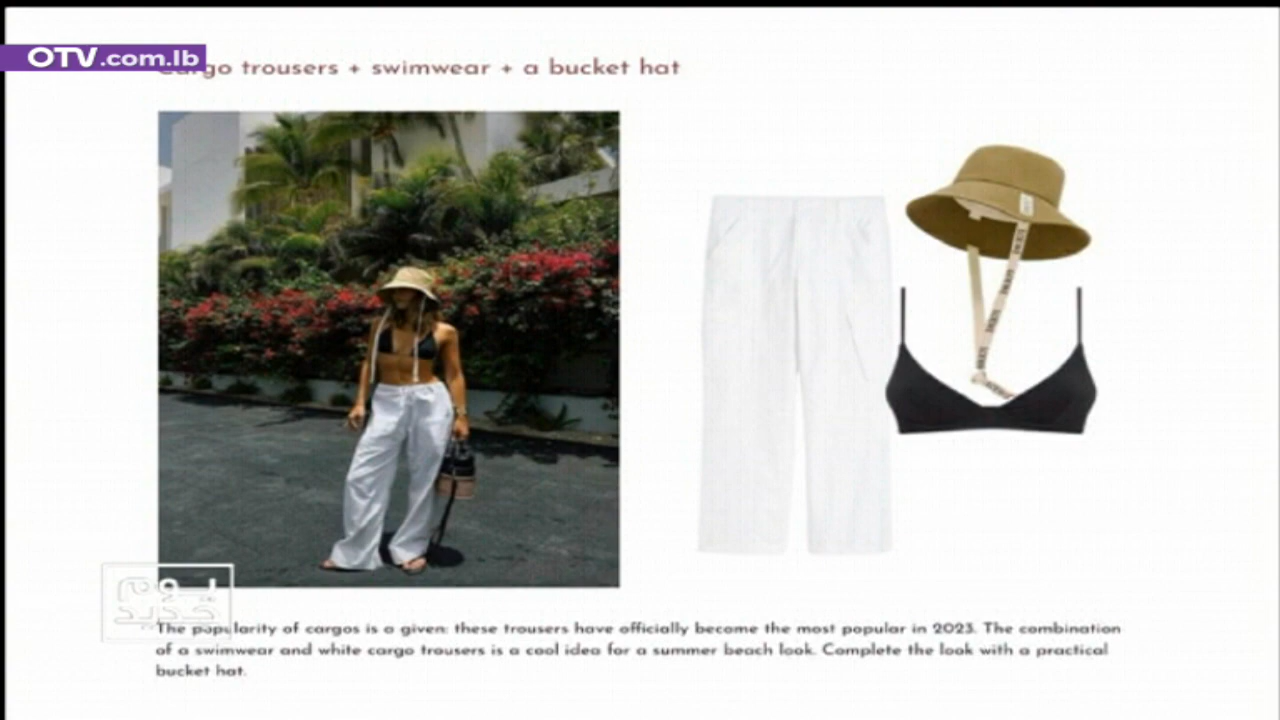 OTV.com.lb
Cargo trousers + swimwear + a bucket hat
يوم
جديد
The popularity of cargos is a given: these trousers have officially become the most popular in 2023. The combination
of a swimwear and white cargo trousers is a cool idea for a summer beach look. Complete the look with a practical
bucket hat.